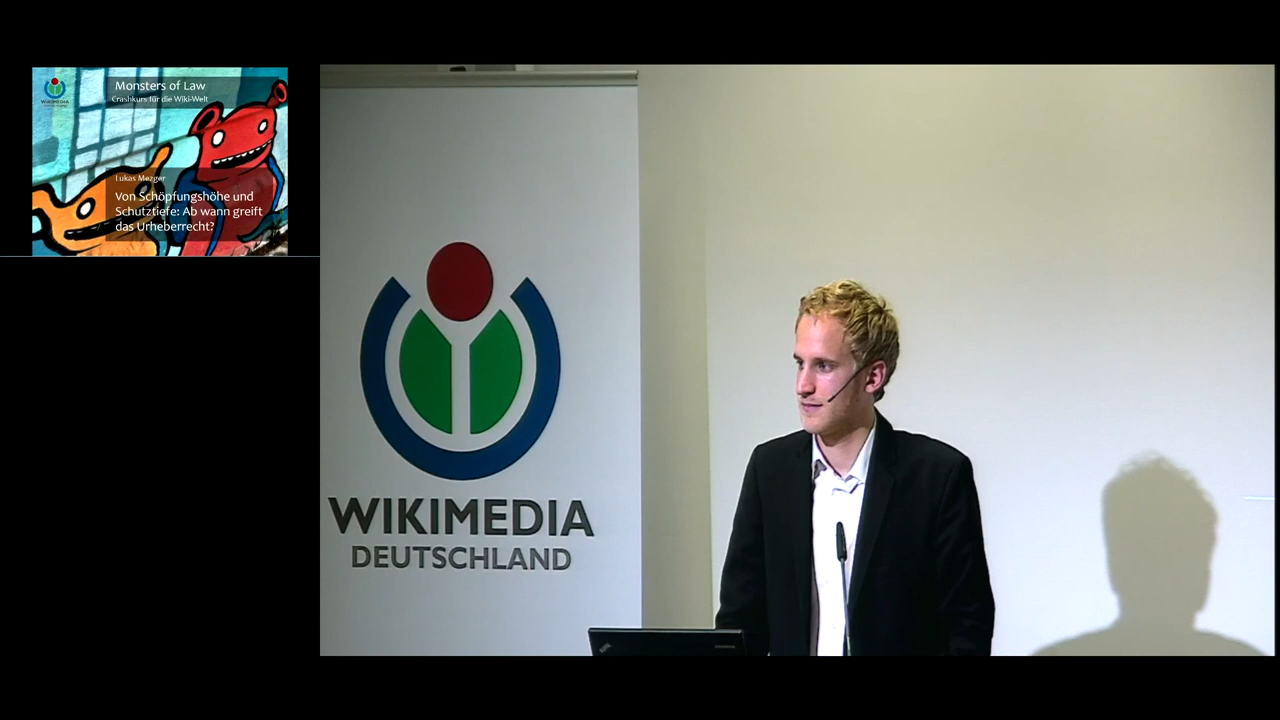 WIKIMEDIA
Monsters of Law
Crashkurs für die Wiki-Welt
Lukas Mezger
Von Schöpfungshöhe und
Schutztiefe: Ab wann greift
das Urheberrecht?
WIKIMEDIA
DEUTSCHLAND